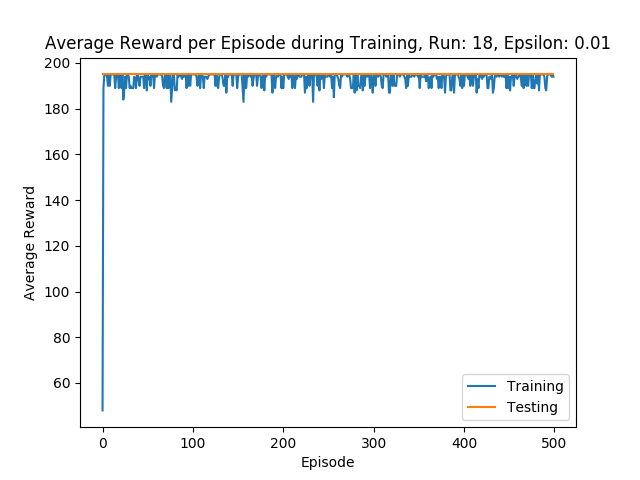 Average Reward per Episode during Training, Run: 18, Epsilon: 0.01
200
180
160
140
120
100
80
60
Average Reward
0
100
200
300
400
500
Episode
Training
Testing